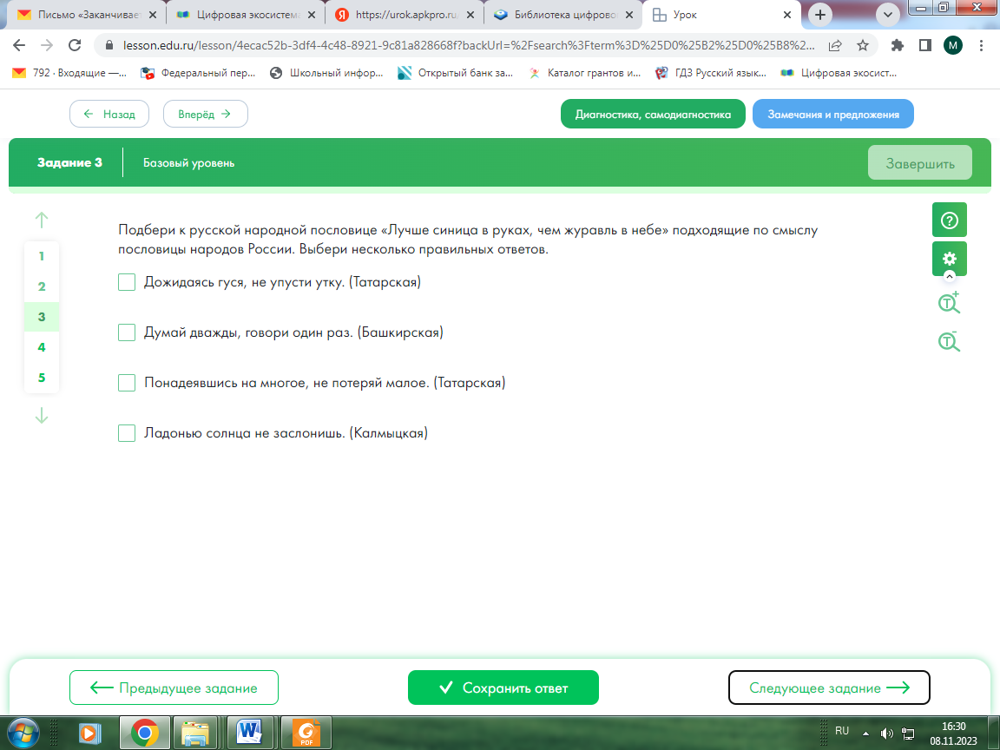 Письмо «Заканчивает
Цифровая экосистема
https://urok.apkpro.ru
Библиотека цифрово
Урок
lesson.edu.ru/lesson/4ecac52b-3df4-4c48-8921-9c81a828668f?backUrl=%2Fsearch%3Fterm%3D%25D0%25B2%25D0%25B8%2...
M
792 · Входящие —...
Федеральный пер...
Школьный инфор...
Открытый банк за...
Каталог грантов и...
ГДЗ Русский язык...
Цифровая экосист...
← Назад
Вперёд →
Диагностика, самодиагностика
Замечания и предложения
Задание 3
Базовый уровень
Завершить
Подбери к русской народной пословице «Лучше синица в руках, чем журавль в небе» подходящие по смыслу
пословицы народов России. Выбери несколько правильных ответов.
1
2
3
4
5
Дожидаясь гуся, не упусти утку. (Татарская)
Думай дважды, говори один раз. (Башкирская)
Понадеявшись на многое, не потеряй малое. (Татарская)
Ладонью солнца не заслонишь. (Калмыцкая)
Предыдущее задание
Сохранить ответ
Следующее задание
PDF
RU
16:30
08.11.2023